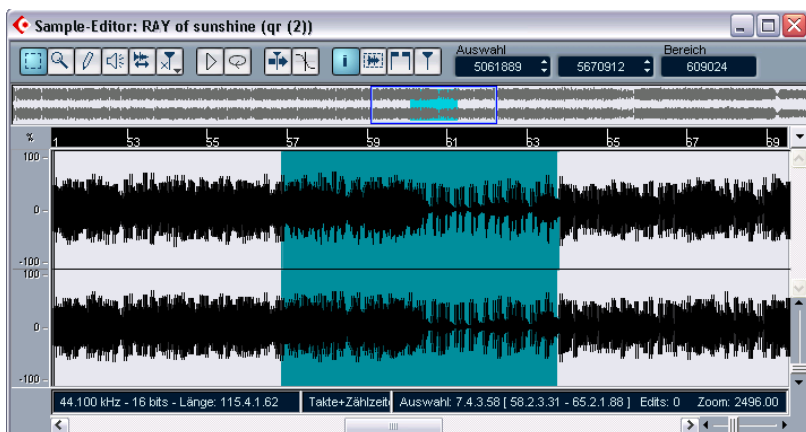 Sample-Editor: RAY of sunshine (qr (2))
Auswahl Bereich
5061889 5670912 609024
% 1 53 55 57 59 61 63 65 67 69
100
0
-100
100
0
-100
44.100 kHz - 16 bits - Länge: 115.4.1.62 Takte+Zählzeit Auswahl: 7.4.3.58 [ 58.2.3.31 - 65.2.1.88 ] Edits: 0 Zoom: 2496.00